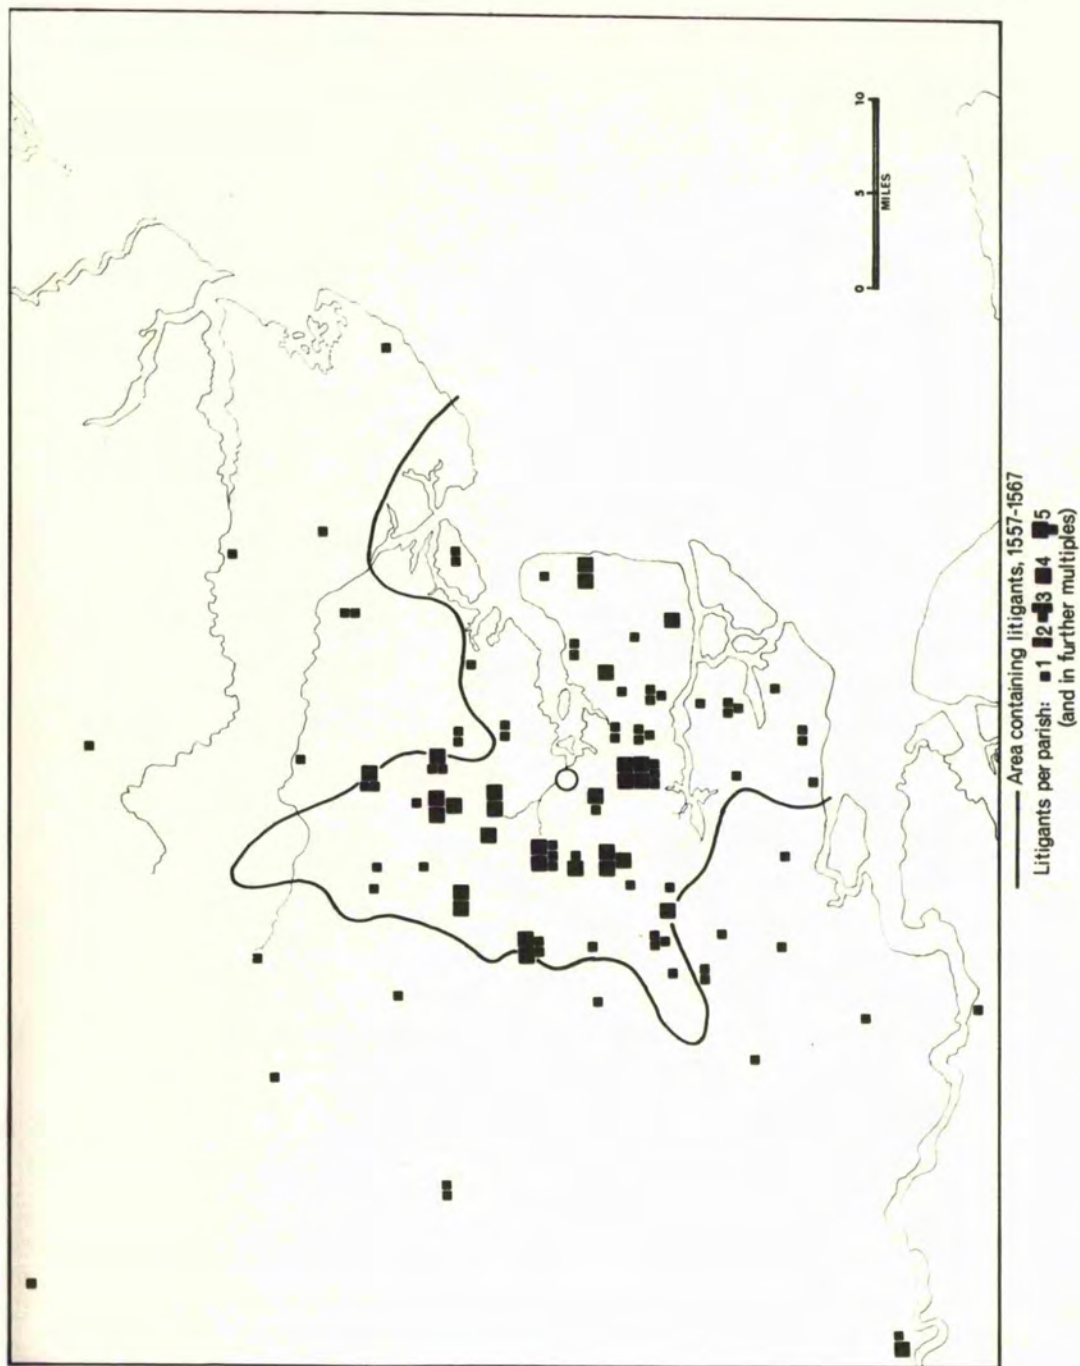 0 5 10
MILES
Area containing litigants, 1557-1567
Litigants per parish: 1 2 3 4 5
(and in further multiples)